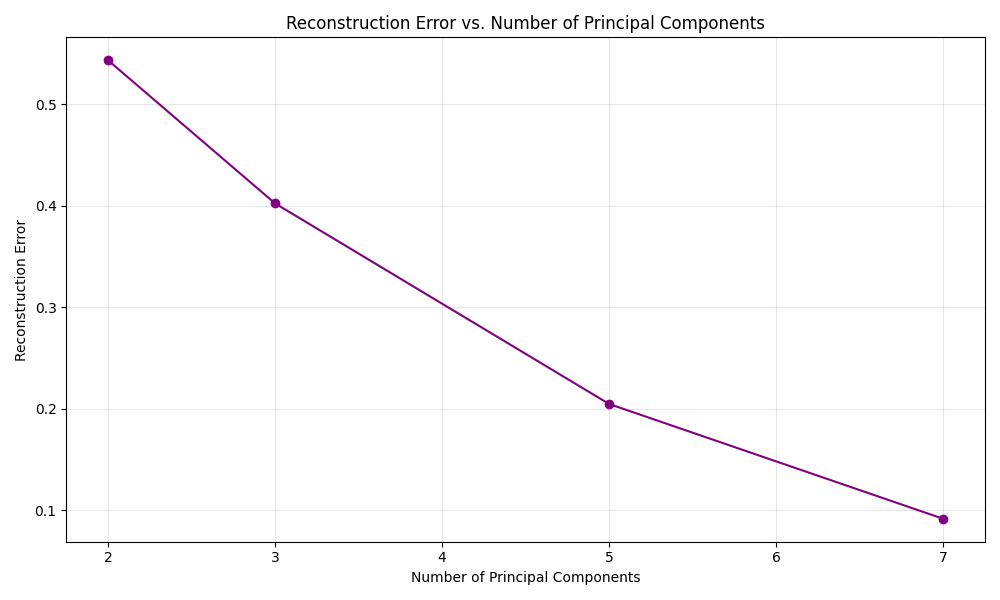 Reconstruction Error vs. Number of Principal Components
Reconstruction Error
0.5
0.4
0.3
0.2
0.1
2 3 4 5 6 7
Number of Principal Components